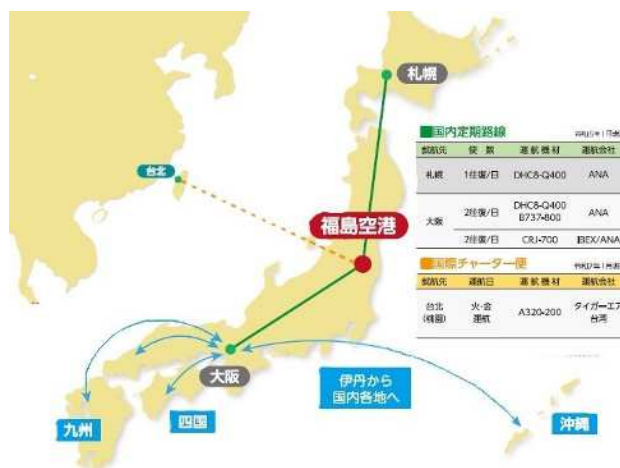 札幌
■国内定期路線
就航先 便数 運航機材 運航会社
札幌 1往復/日 DHC8-Q400 ANA
大阪 2往復/日 DHC8-Q400 B737-800 ANA
2往復/日 CRJ-700 IBEX/ANA
台北
福島空港
■国際チャーター便
就航先 運航日 運航機材 運航会社
台北(桃園) 火・金運航 A320-200 タイガーエア台湾
大阪
伊丹から
国内各地へ
九州
四国
沖縄